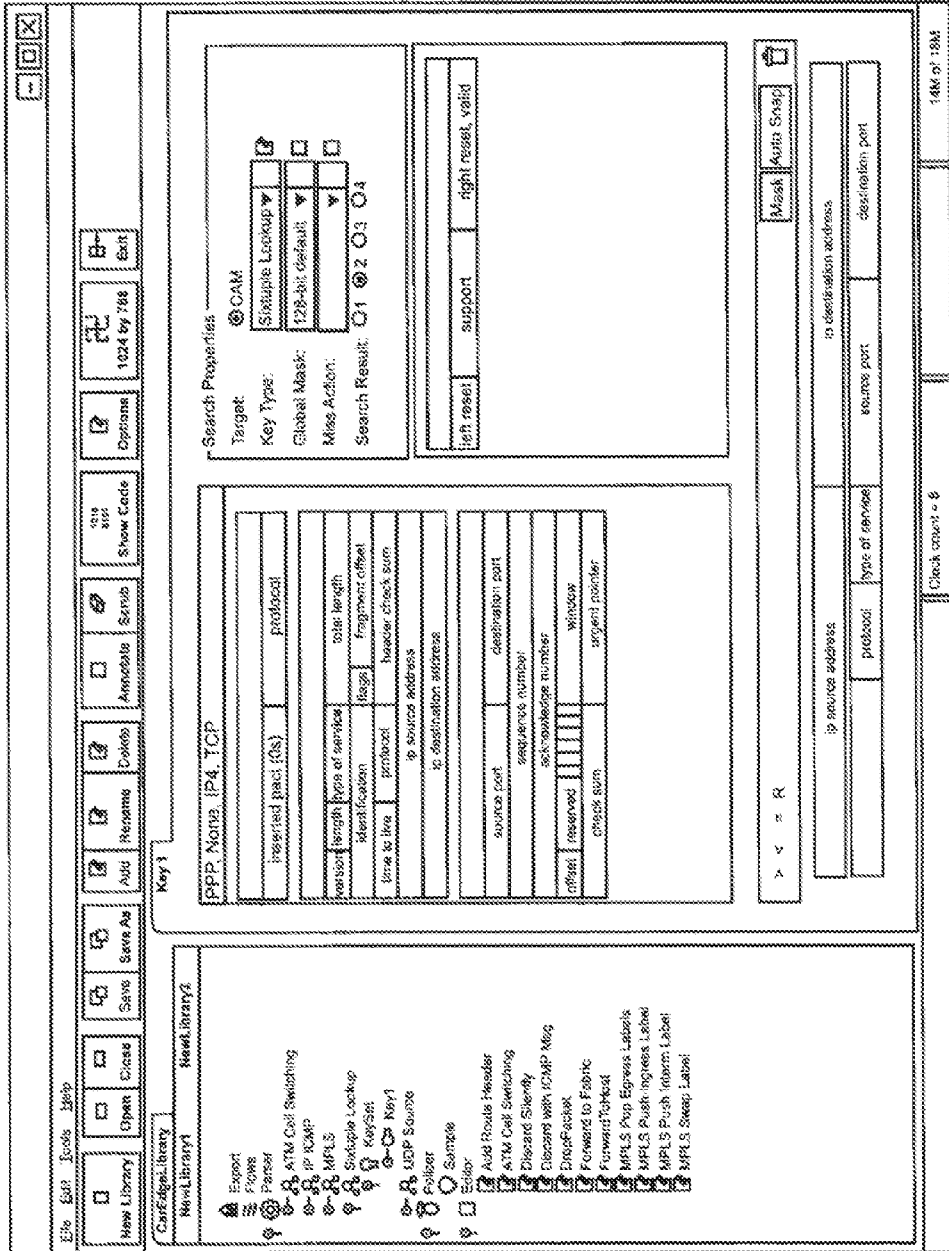 File Edit Tools Help
New Library Open Close Save Save As Add Rename Delete Annotate Scrub Show Code Options 1024 by 768 Exit
CarEdgeLibrary
NewLibrary1 NewLibrary2
Export
Flows
Parser
ATM Cell Switching
IP ICMP
MPLS
Sixtuple Lookup
KeySet
Key1
UDP Source
Policer
Sample
Editor
Add Route Header
ATM Cell Switching
Discard Silently
Discard with ICMP Msg
DropPacket
Forward to Fabric
ForwardToHost
MPLS Pop Egress Labels
MPLS Push Ingress Label
MPLS Push Interm Label
MPLS Swap Label
Key 1
PPP, None, IP4, TCP
inserted pad (0s) protocol
version length type of service total length
identification flags fragment offset
time to live protocol header check sum
ip source address
ip destination address
source port destination port
sequence number
acknowledge number
offset reserved window
check sum urgent pointer
Search Properties
Target: CAM
Key Type: Sixtuple Lookup
Global Mask: 128-bit default
Miss Action:
Search Result: 1 2 3 4
left reset support right reset, valid
> < = R Mask Auto Snap
ip source address ip destination address
protocol type of service source port destination port
Clock count = 8 14M of 18M